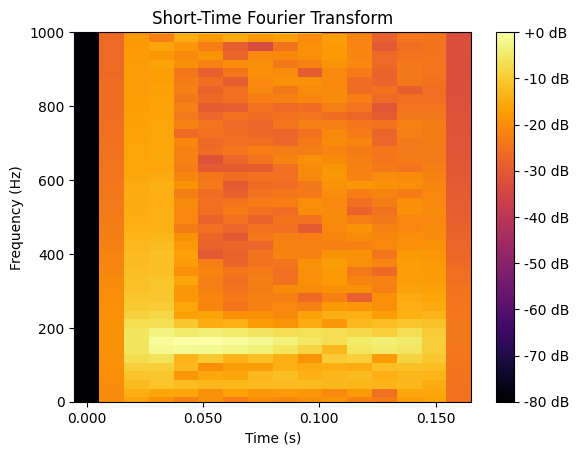 Short-Time Fourier Transform
1000
800
600
400
200
0
Frequency (Hz)
0.000
0.050
0.100
0.150
Time (s)
+0 dB
-10 dB
-20 dB
-30 dB
-40 dB
-50 dB
-60 dB
-70 dB
-80 dB